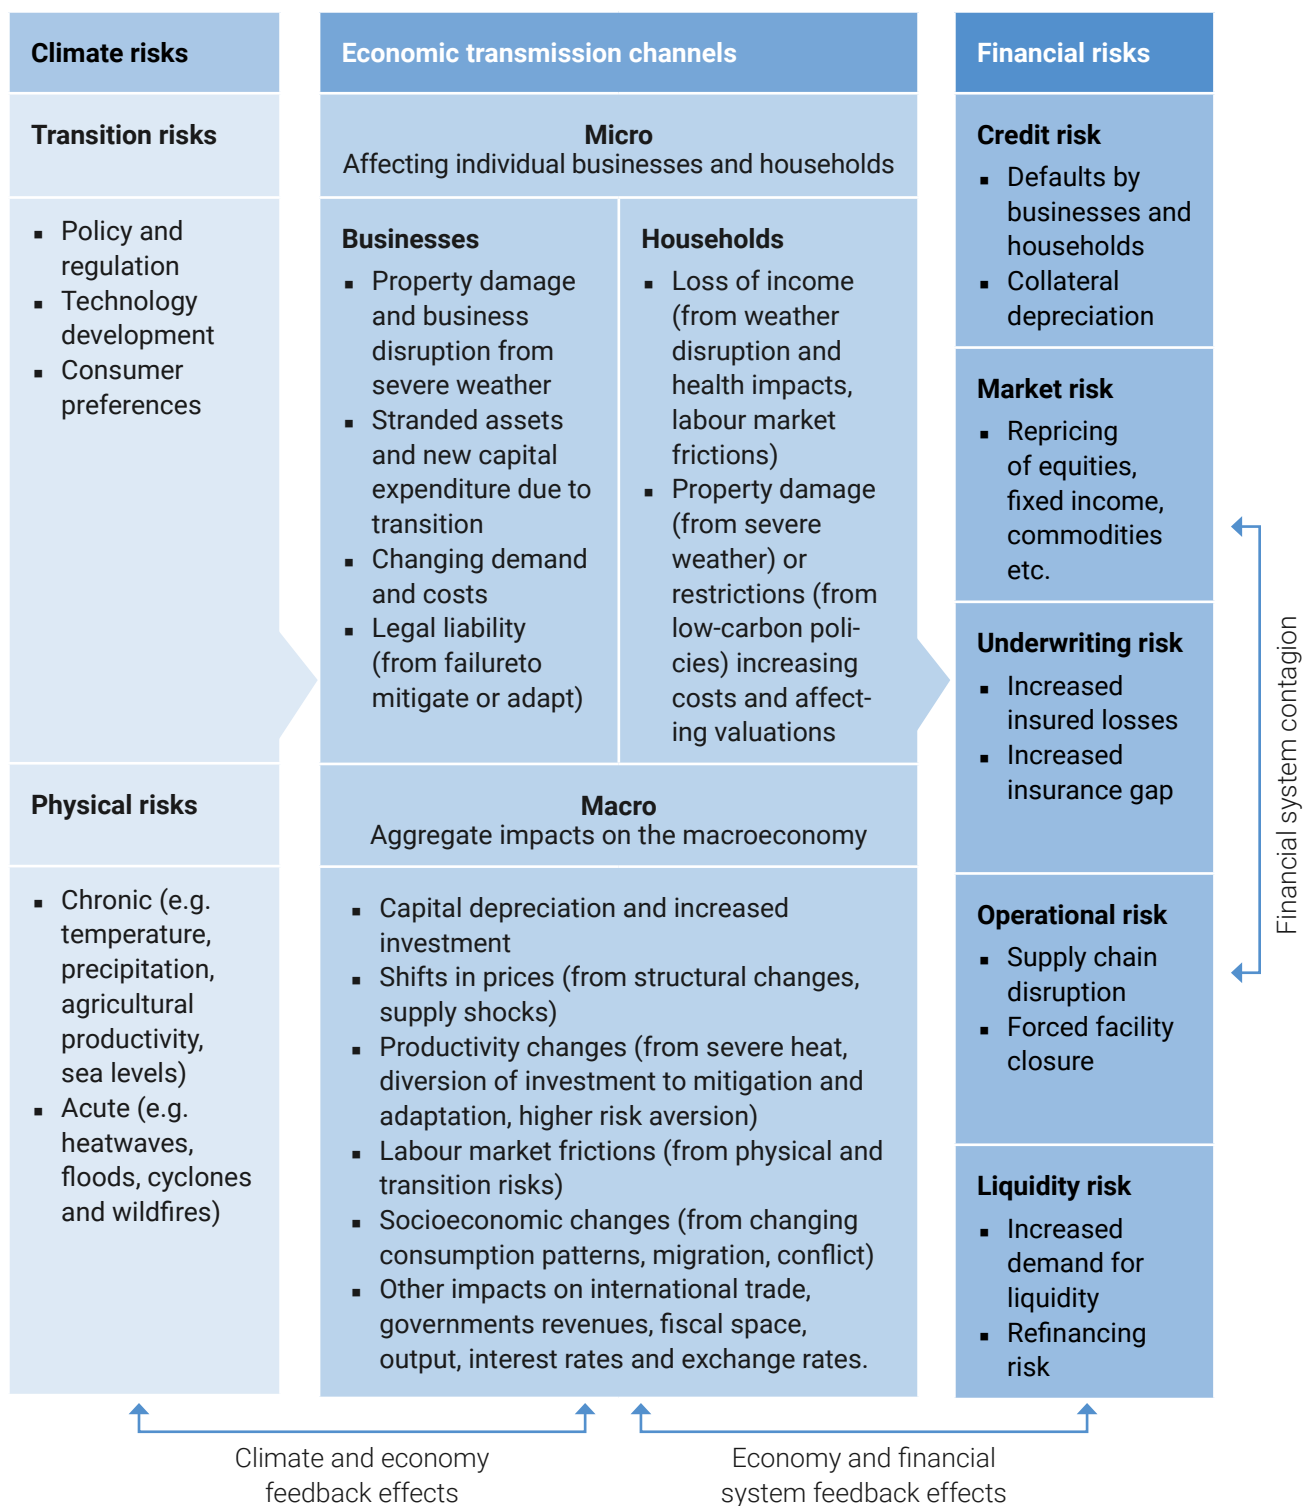 Climate risks
Transition risks
▪ Policy and
regulation
▪ Technology
development
▪ Consumer
preferences
Physical risks
▪ Chronic (e.g.
temperature,
precipitation,
agricultural
productivity,
sea levels)
▪ Acute (e.g.
heatwaves,
floods, cyclones
and wildfires)
Economic transmission channels
Micro
Affecting individual businesses and households
Businesses
▪ Property damage
and business
disruption from
severe weather
▪ Stranded assets
and new capital
expenditure due to
transition
▪ Changing demand
and costs
▪ Legal liability
(from failureto
mitigate or adapt)
Households
▪ Loss of income
(from weather
disruption and
health impacts,
labour market
frictions)
▪ Property damage
(from severe
weather) or
restrictions (from
low-carbon poli-
cies) increasing
costs and affect-
ing valuations
Macro
Aggregate impacts on the macroeconomy
▪ Capital depreciation and increased
investment
▪ Shifts in prices (from structural changes,
supply shocks)
▪ Productivity changes (from severe heat,
diversion of investment to mitigation and
adaptation, higher risk aversion)
▪ Labour market frictions (from physical and
transition risks)
▪ Socioeconomic changes (from changing
consumption patterns, migration, conflict)
▪ Other impacts on international trade,
governments revenues, fiscal space,
output, interest rates and exchange rates.
Financial risks
Credit risk
▪ Defaults by
businesses and
households
▪ Collateral
depreciation
Market risk
▪ Repricing
of equities,
fixed income,
commodities
etc.
Underwriting risk
▪ Increased
insured losses
▪ Increased
insurance gap
Operational risk
▪ Supply chain
disruption
▪ Forced facility
closure
Liquidity risk
▪ Increased
demand for
liquidity
▪ Refinancing
risk
Financial system contagion
Climate and economy
feedback effects
Economy and financial
system feedback effects